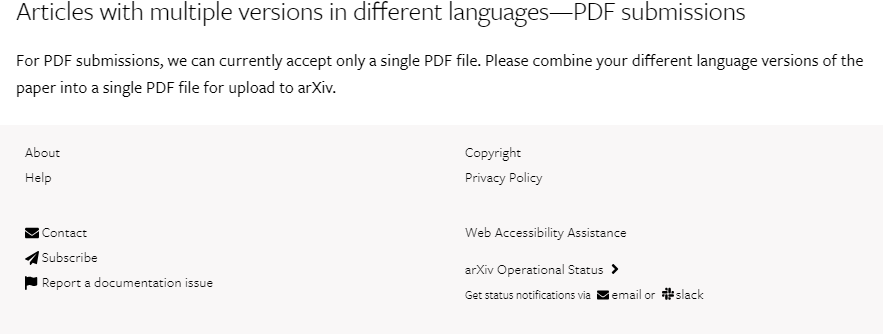 Articles with multiple versions in different languages—PDF submissions
For PDF submissions, we can currently accept only a single PDF file. Please combine your different language versions of the
paper into a single PDF file for upload to arXiv.
About
Help
Copyright
Privacy Policy
Contact
Subscribe
Report a documentation issue
Web Accessibility Assistance
arXiv Operational Status
Get status notifications via email or slack